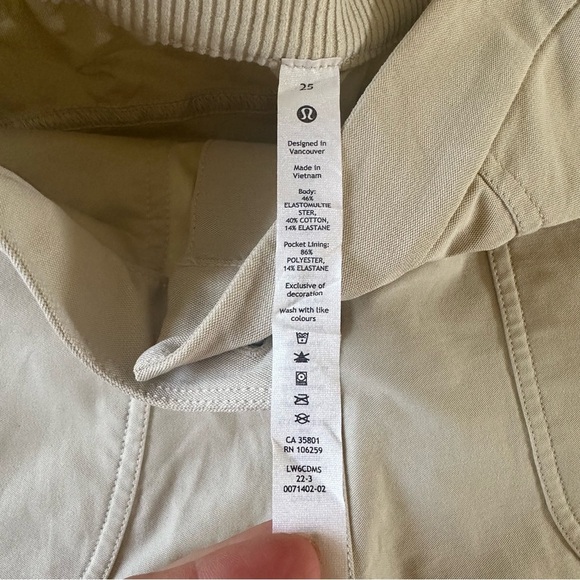 25
Designed in
Vancouver
Made in
Vietnam
Body:
46%
ELASTOMULTIE
STER,
40% COTTON,
14% ELASTANE
Pocket Lining:
86%
POLYESTER,
14% ELASTANE
Exclusive of
decoration
Wash with like
colours
CA 35801
RN 106259
LW6CDMS
22-3
0071402-02